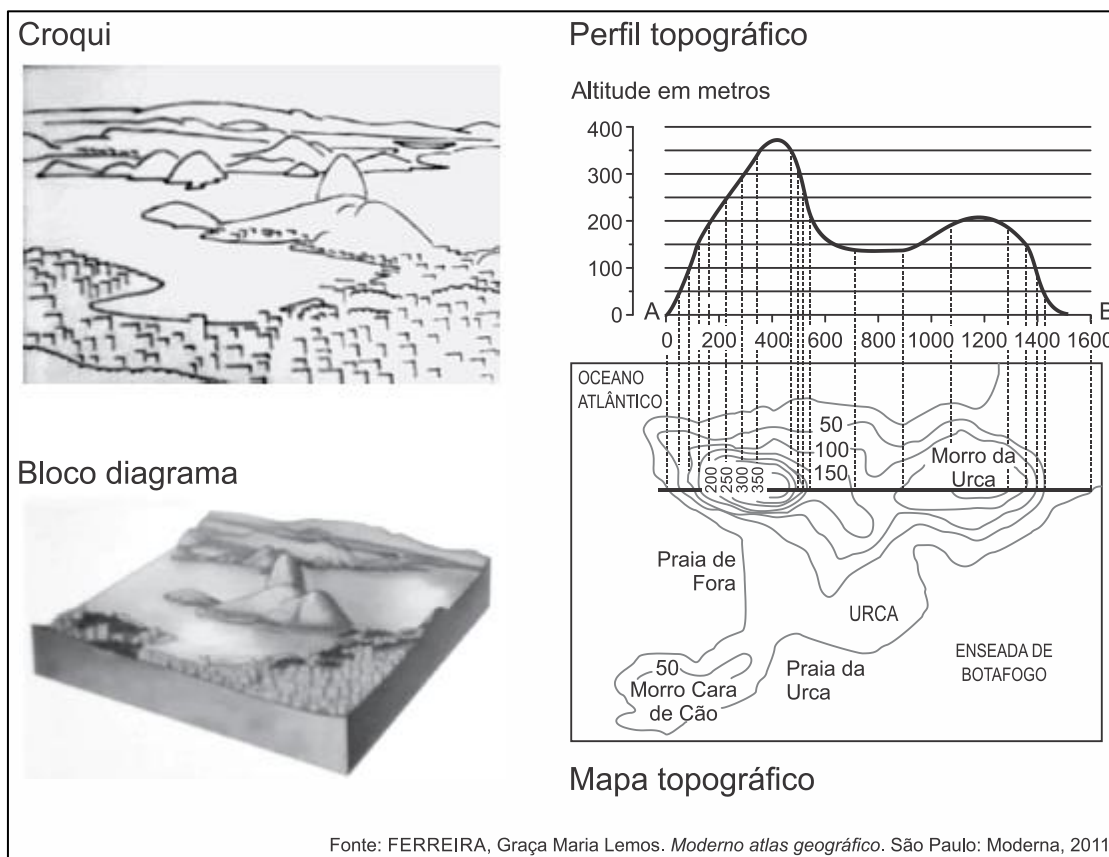 Croqui
Perfil topográfico
Altitude em metros
400
300
200
100
0
A
B
0 200 400 600 800 1000 1200 1400 1600
OCEANO
ATLÂNTICO
50
100
150
200
250
300
350
Morro da
Urca
Praia de
Fora
URCA
ENSEADA DE
BOTAFOGO
Praia da
Urca
50
Morro Cara
de Cão
Bloco diagrama
Mapa topográfico
Fonte: FERREIRA, Graça Maria Lemos. Moderno atlas geográfico. São Paulo: Moderna, 2011